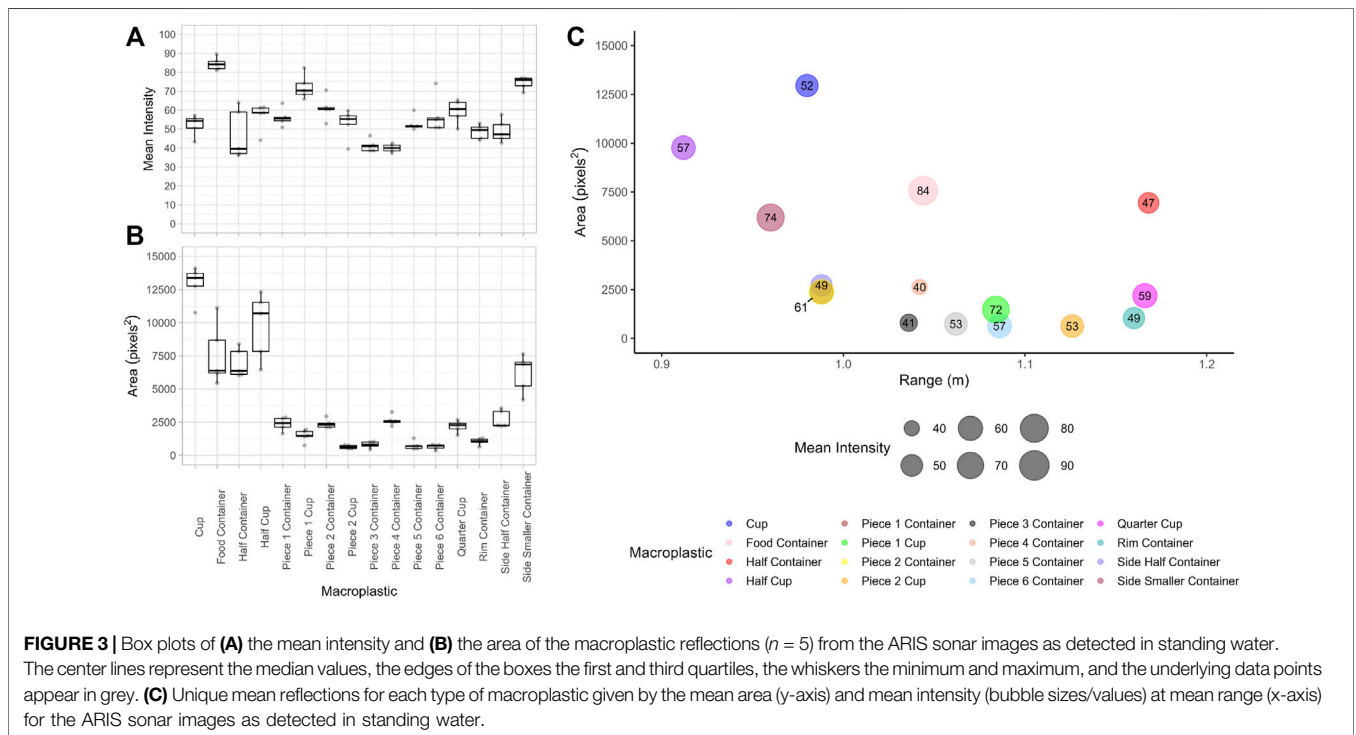 A
100
90
80
70
60
50
40
30
20
10
0
Mean Intensity
B
15000
12500
10000
7500
5000
2500
0
Area (pixels²)
Cup
Food Container
Half Container
Half Cup
Piece 1 Container
Piece 1 Cup
Piece 2 Container
Piece 2 Cup
Piece 3 Container
Piece 4 Container
Piece 5 Container
Piece 6 Container
Quarter Cup
Rim Container
Side Half Container
Side Smaller Container
Macroplastic
C
15000
12500
10000
7500
5000
2500
0
Area (pixels²)
52
57
84
74
47
49
61
40
59
72
41
53
57
53
49
0.9 1.0 1.1 1.2
Range (m)
Mean Intensity
40 60 80
50 70 90
Macroplastic
Cup Piece 1 Container Piece 3 Container Quarter Cup
Food Container Piece 1 Cup Piece 4 Container Rim Container
Half Container Piece 2 Container Piece 5 Container Side Half Container
Half Cup Piece 2 Cup Piece 6 Container Side Smaller Container
FIGURE 3 | Box plots of (A) the mean intensity and (B) the area of the macroplastic reflections (n = 5) from the ARIS sonar images as detected in standing water.
The center lines represent the median values, the edges of the boxes the first and third quartiles, the whiskers the minimum and maximum, and the underlying data points
appear in grey. (C) Unique mean reflections for each type of macroplastic given by the mean area (y-axis) and mean intensity (bubble sizes/values) at mean range (x-axis)
for the ARIS sonar images as detected in standing water.